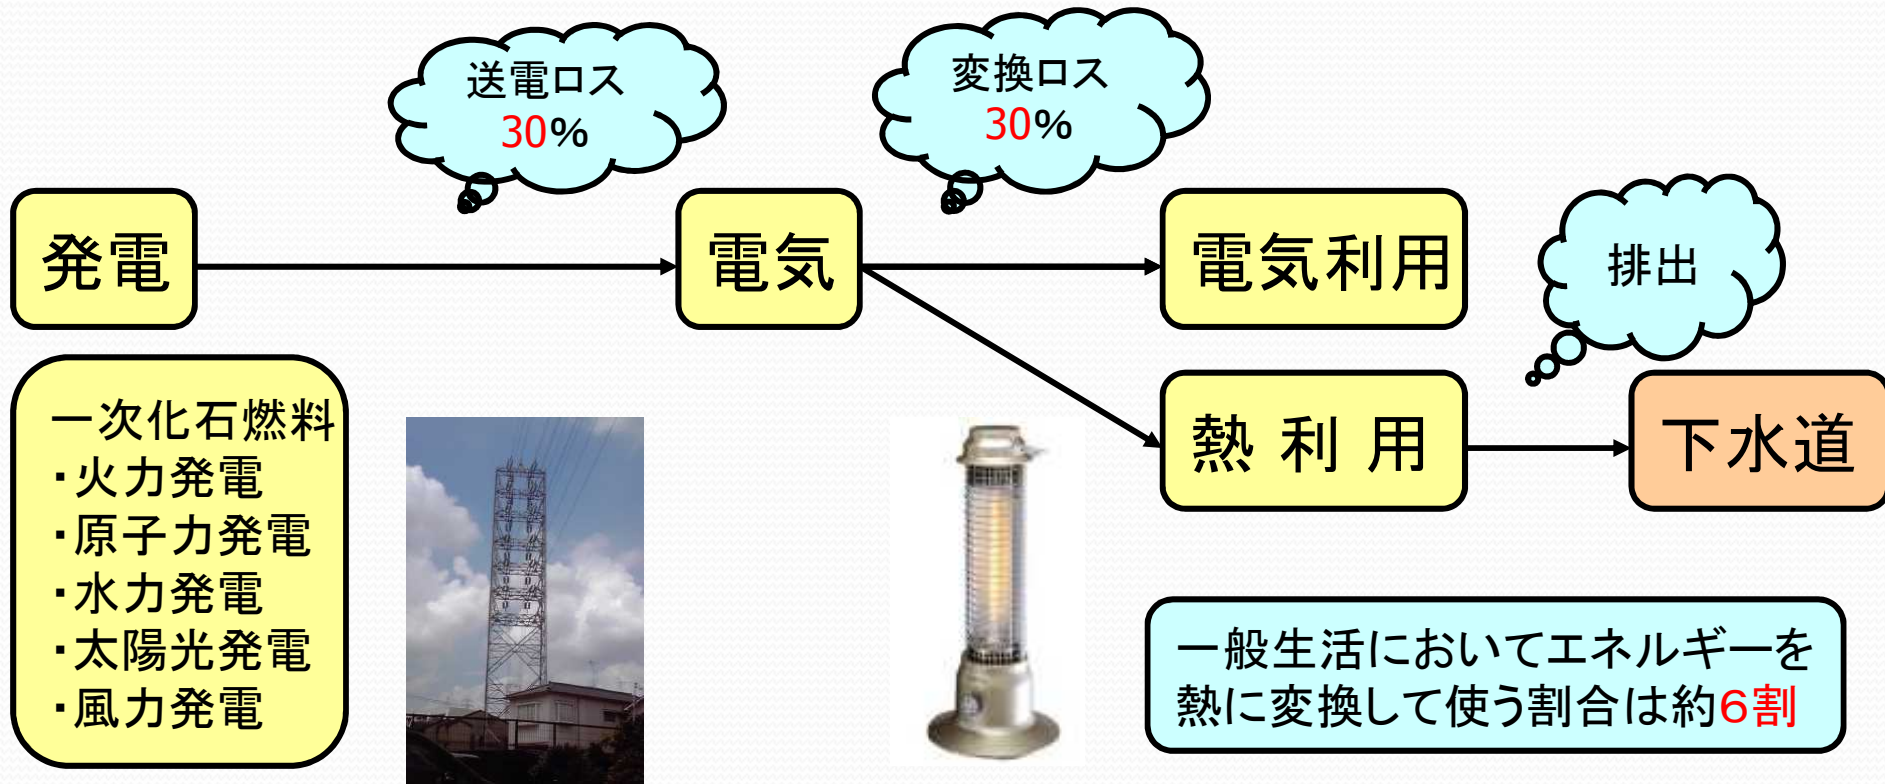 送電ロス
30%
変換ロス
30%
発電
電気
電気利用
排出
熱利用
下水道
一次化石燃料
・火力発電
・原子力発電
・水力発電
・太陽光発電
・風力発電
一般生活においてエネルギーを
熱に変換して使う割合は約6割